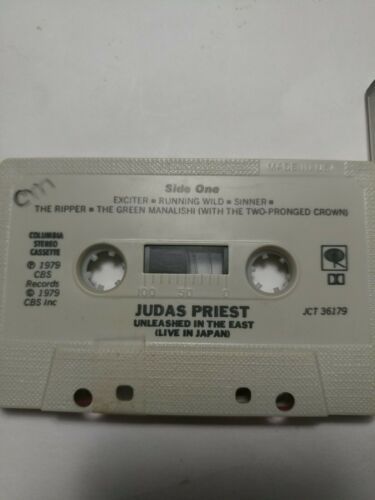 MADE IN U.S.A.
Side One
EXCITER ▪ RUNNING WILD ▪ SINNER ▪
THE RIPPER ▪ THE GREEN MANALISHI (WITH THE TWO-PRONGED CROWN)
COLUMBIA
STEREO
CASSETTE
℗ 1979
CBS
Records
© 1979
CBS Inc
100 50 0
JUDAS PRIEST
UNLEASHED IN THE EAST
(LIVE IN JAPAN)
JCT 36179